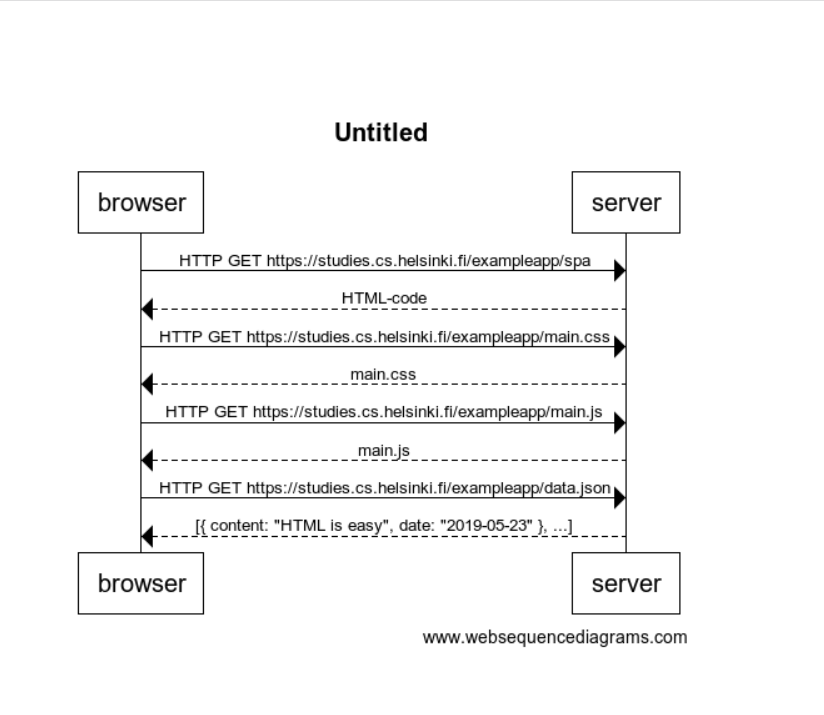 Untitled
browser server
HTTP GET https://studies.cs.helsinki.fi/exampleapp/spa
HTML-code
HTTP GET https://studies.cs.helsinki.fi/exampleapp/main.css
main.css
HTTP GET https://studies.cs.helsinki.fi/exampleapp/main.js
main.js
HTTP GET https://studies.cs.helsinki.fi/exampleapp/data.json
[{ content: "HTML is easy", date: "2019-05-23" }, ...]
browser server
www.websequencediagrams.com